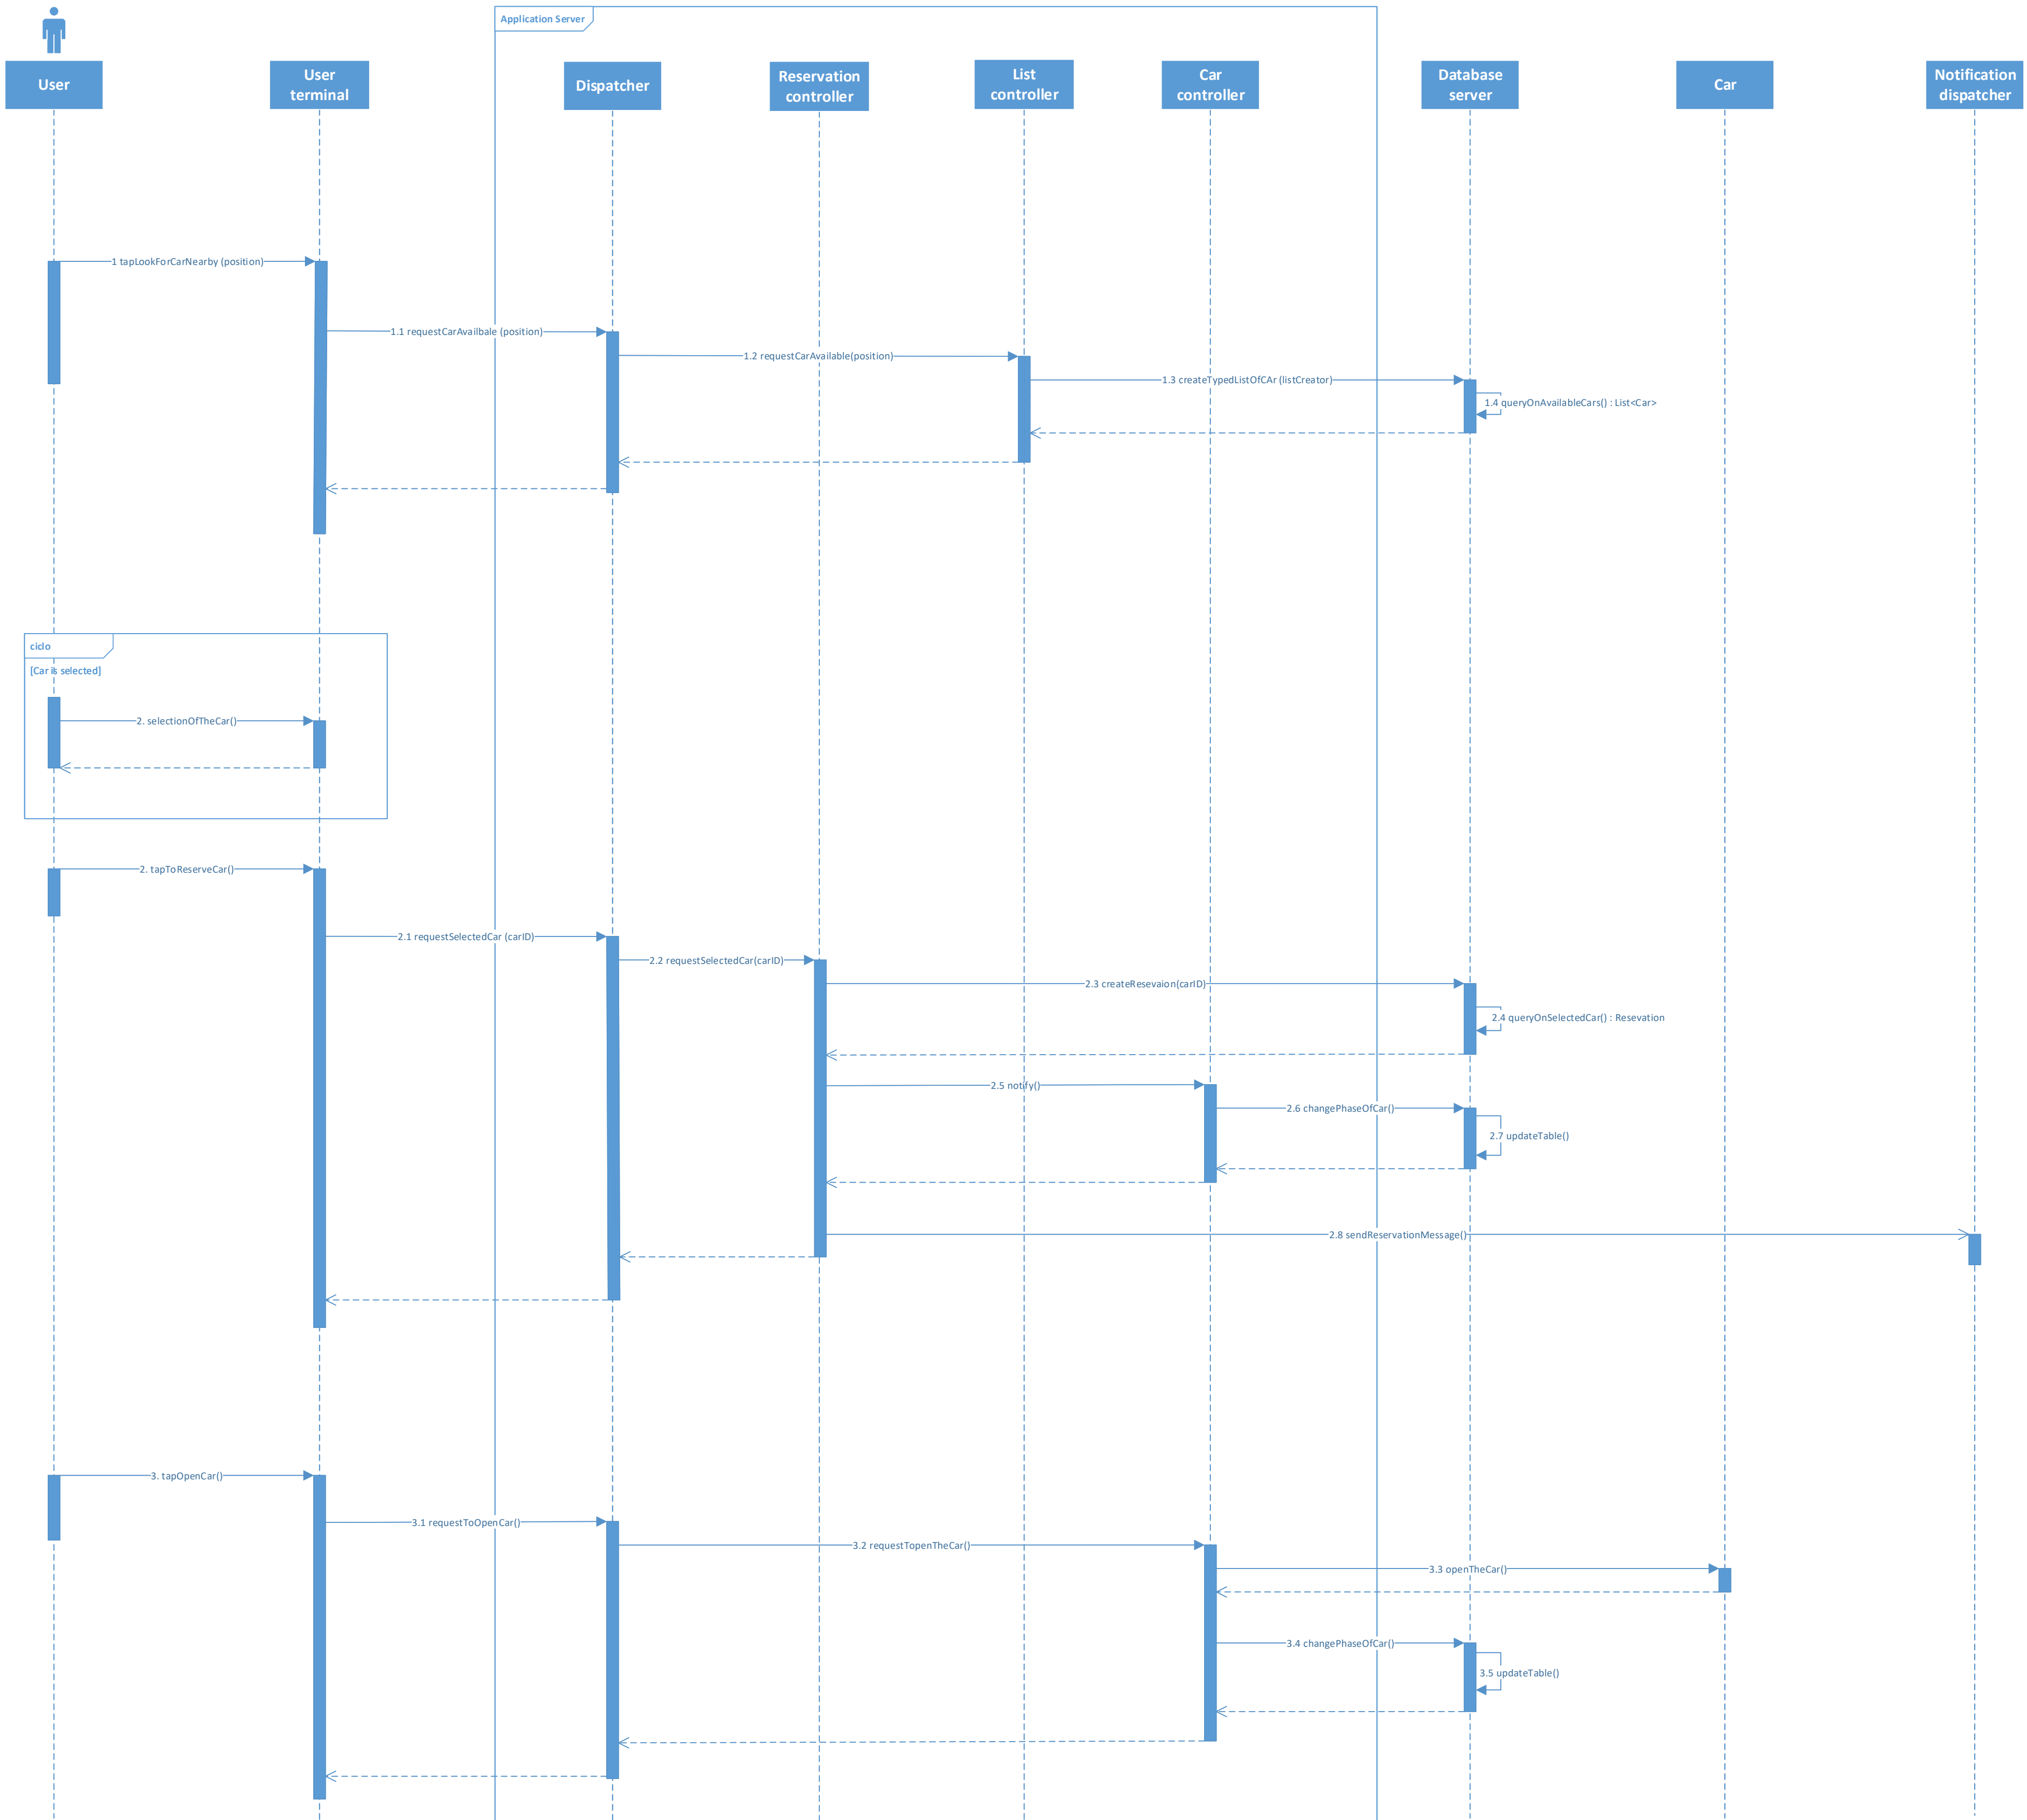 Application Server
User
User
terminal
Dispatcher
Reservation
controller
List
controller
Car
controller
Database
server
Car
Notification
dispatcher
1 tapLookForCarNearby (position)
1.1 requestCarAvailbale (position)
1.2 requestCarAvailable(position)
1.3 createTypedListOfCAr (listCreator)
1.4 queryOnAvailableCars() : List<Car>
ciclo
[Car is selected]
2. selectionOfTheCar()
2. tapToReserveCar()
2.1 requestSelectedCar (carID)
2.2 requestSelectedCar(carID)
2.3 createResevaion(carID)
2.4 queryOnSelectedCar() : Resevation
2.5 notify()
2.6 changePhaseOfCar()
2.7 updateTable()
2.8 sendReservationMessage()
3. tapOpenCar()
3.1 requestToOpenCar()
3.2 requestTopenTheCar()
3.3 openTheCar()
3.4 changePhaseOfCar()
3.5 updateTable()